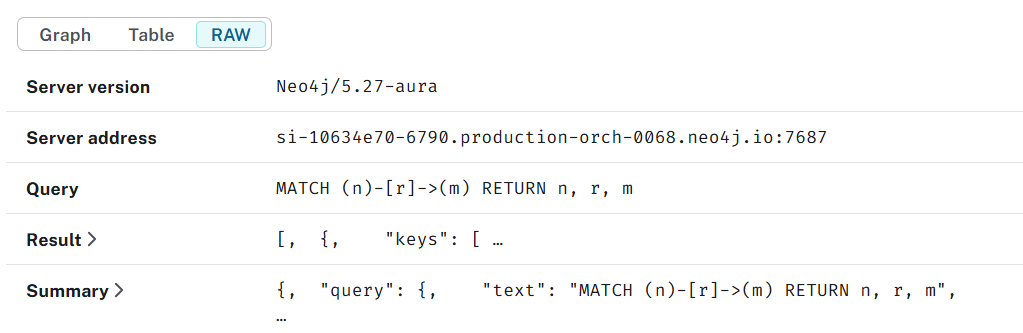 Graph Table RAW
Server version Neo4j/5.27-aura
Server address si-10634e70-6790.production-orch-0068.neo4j.io:7687
Query MATCH (n)-[r]->(m) RETURN n, r, m
Result > [,  {,    "keys": [ …
Summary > {,  "query": {,    "text": "MATCH (n)-[r]->(m) RETURN n, r, m",
…